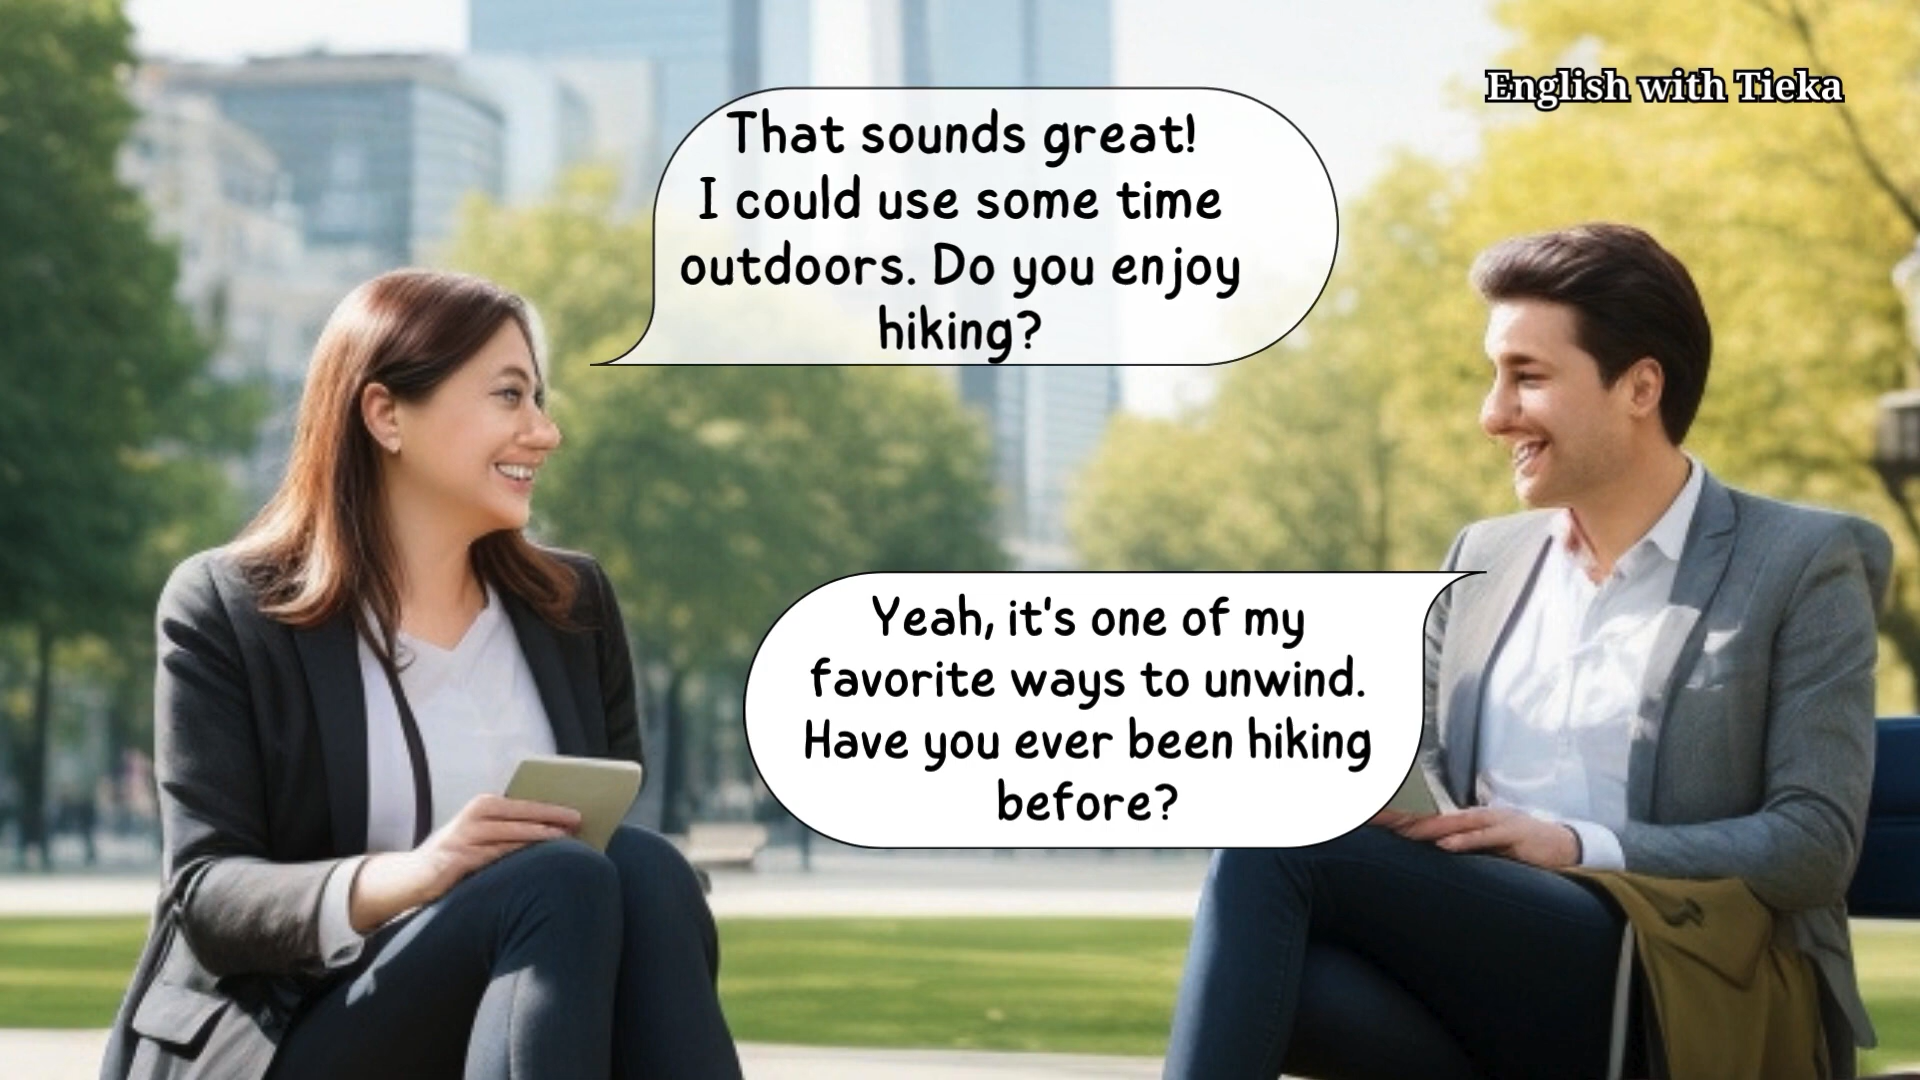 English with Tieka
That sounds great!
I could use some time
outdoors. Do you enjoy
hiking?
Yeah, it's one of my
favorite ways to unwind.
Have you ever been hiking
before?